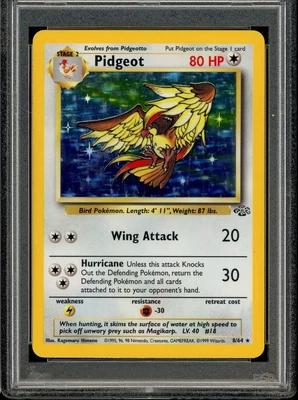 Evolves from Pidgeotto Put Pidgeot on the Stage 1 card
STAGE 2
Pidgeot 80 HP
Bird Pokémon. Length: 4' 11", Weight: 87 lbs.
Wing Attack 20
Hurricane Unless this attack Knocks
Out the Defending Pokémon, return the
Defending Pokémon and all cards
attached to it to your opponent's hand.
30
weakness resistance retreat cost
-30
When hunting, it skims the surface of water at high speed to
pick off unwary prey such as Magikarp. LV. 40 #18
Illus. Kagemaru Himeno ©1995, 96, 98 Nintendo, Creatures, GAMEFREAK. ©1999 Wizards. 8/64 ★